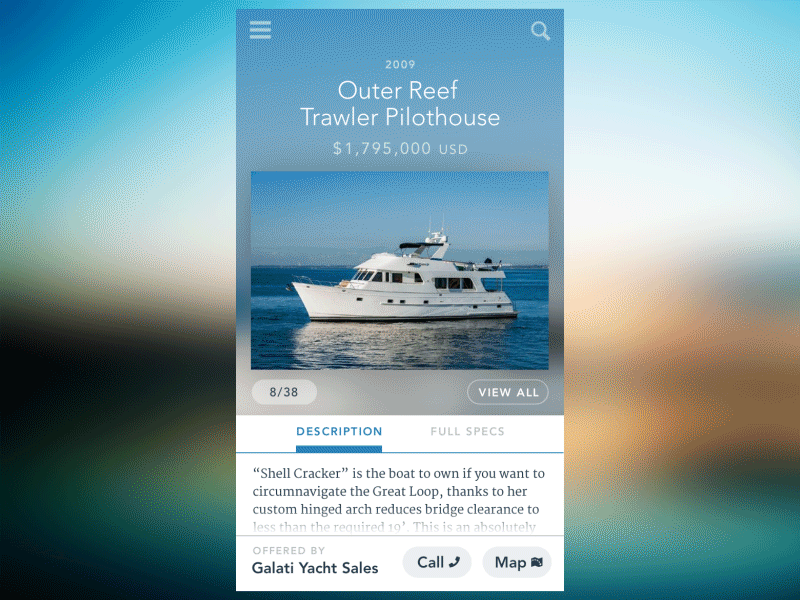 2009
Outer Reef
Trawler Pilothouse
$1,795,000 USD
8/38
VIEW ALL
DESCRIPTION
FULL SPECS
“Shell Cracker” is the boat to own if you want to
circumnavigate the Great Loop, thanks to her
custom hinged arch reduces bridge clearance to
less than the required 19’. This is an absolutely
OFFERED BY
Galati Yacht Sales
Call
Map